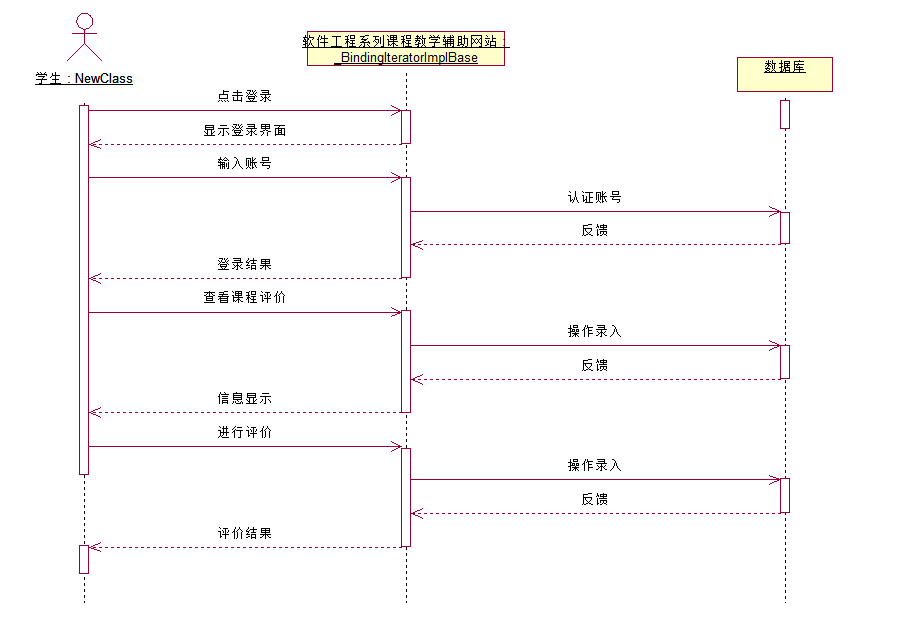 软件工程系列课程教学辅助网站 :
_BindingIteratorImplBase
数据库
学生 : NewClass
点击登录
显示登录界面
输入账号
认证账号
反馈
登录结果
查看课程评价
操作录入
反馈
信息显示
进行评价
操作录入
反馈
评价结果